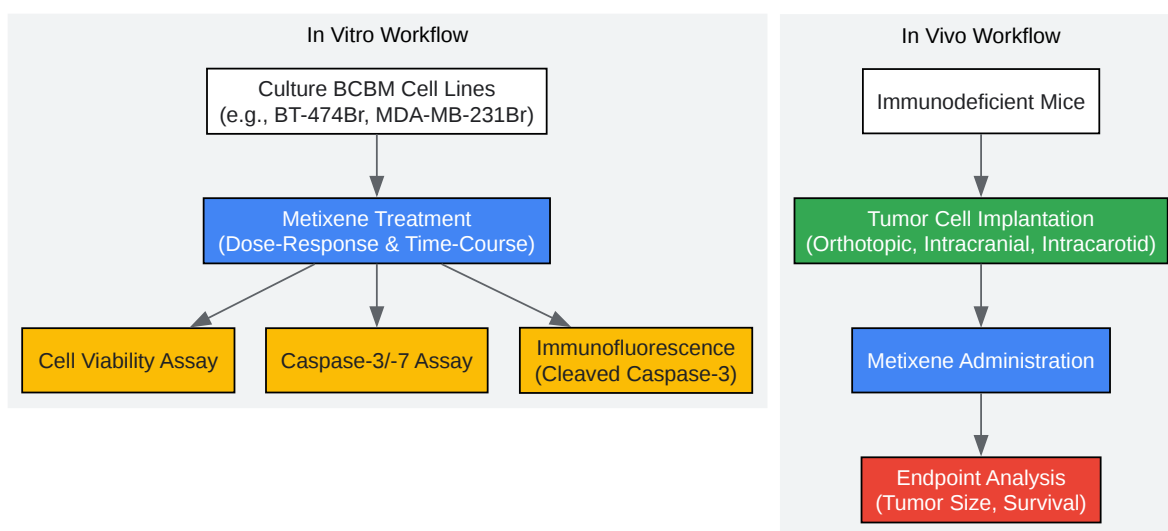 In Vitro Workflow
Culture BCBM Cell Lines
(e.g., BT-474Br, MDA-MB-231Br)
Metixene Treatment
(Dose-Response & Time-Course)
Cell Viability Assay
Caspase-3/-7 Assay
Immunofluorescence
(Cleaved Caspase-3)
In Vivo Workflow
Immunodeficient Mice
Tumor Cell Implantation
(Orthotopic, Intracranial, Intracarotid)
Metixene Administration
Endpoint Analysis
(Tumor Size, Survival)